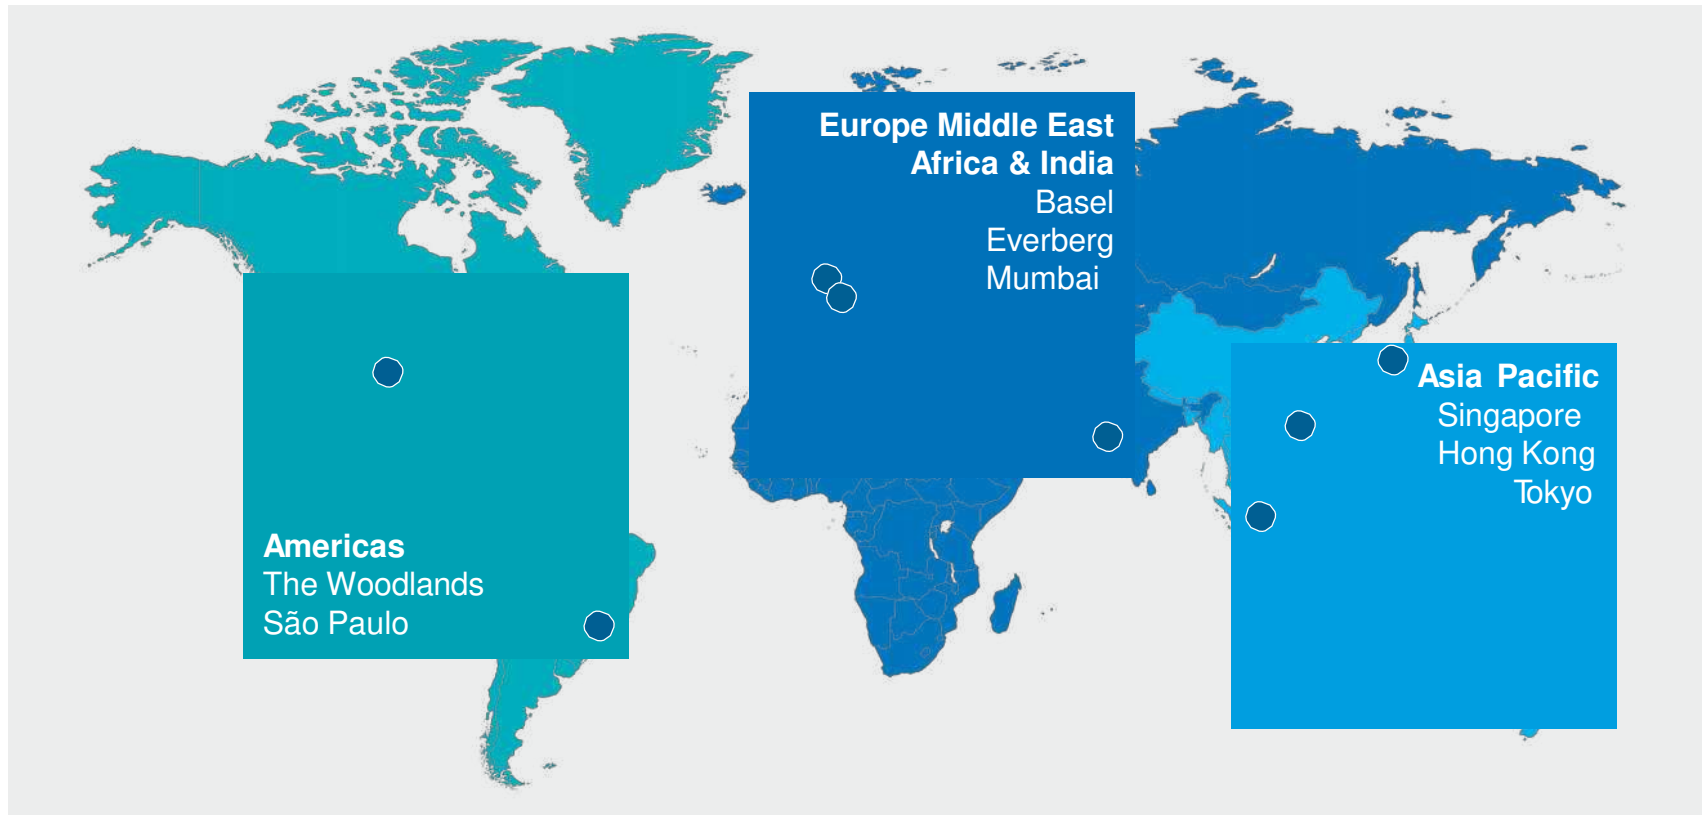 Europe Middle East
Africa & India
Basel
Everberg
Mumbai
Asia Pacific
Singapore
Hong Kong
Tokyo
Americas
The Woodlands
São Paulo